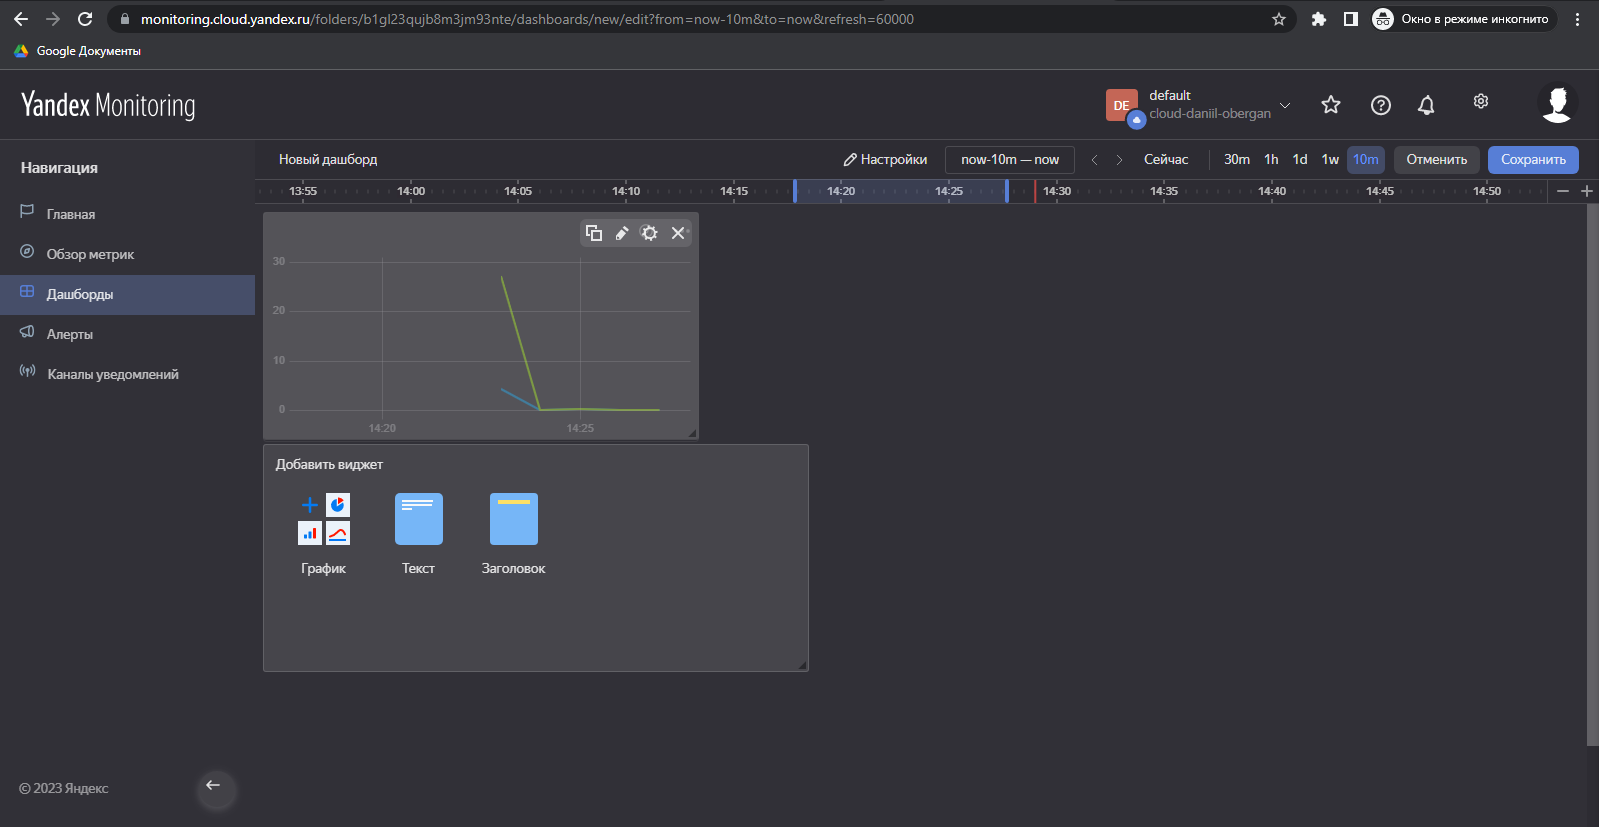 monitoring.cloud.yandex.ru/folders/b1gl23qujb8m3jm93nte/dashboards/new/edit?from=now-10m&to=now&refresh=60000
Окно в режиме инкогнито
Google Документы
Yandex Monitoring
DE
default
cloud-daniil-obergan
Навигация
Главная
Обзор метрик
Дашборды
Алерты
Каналы уведомлений
© 2023 Яндекс
Новый дашборд
Настройки
now-10m — now
Сейчас
30m 1h 1d 1w 10m
Отменить
Сохранить
13:55 14:00 14:05 14:10 14:15 14:20 14:25 14:30 14:35 14:40 14:45 14:50
30
20
10
0
14:20 14:25
Добавить виджет
График Текст Заголовок